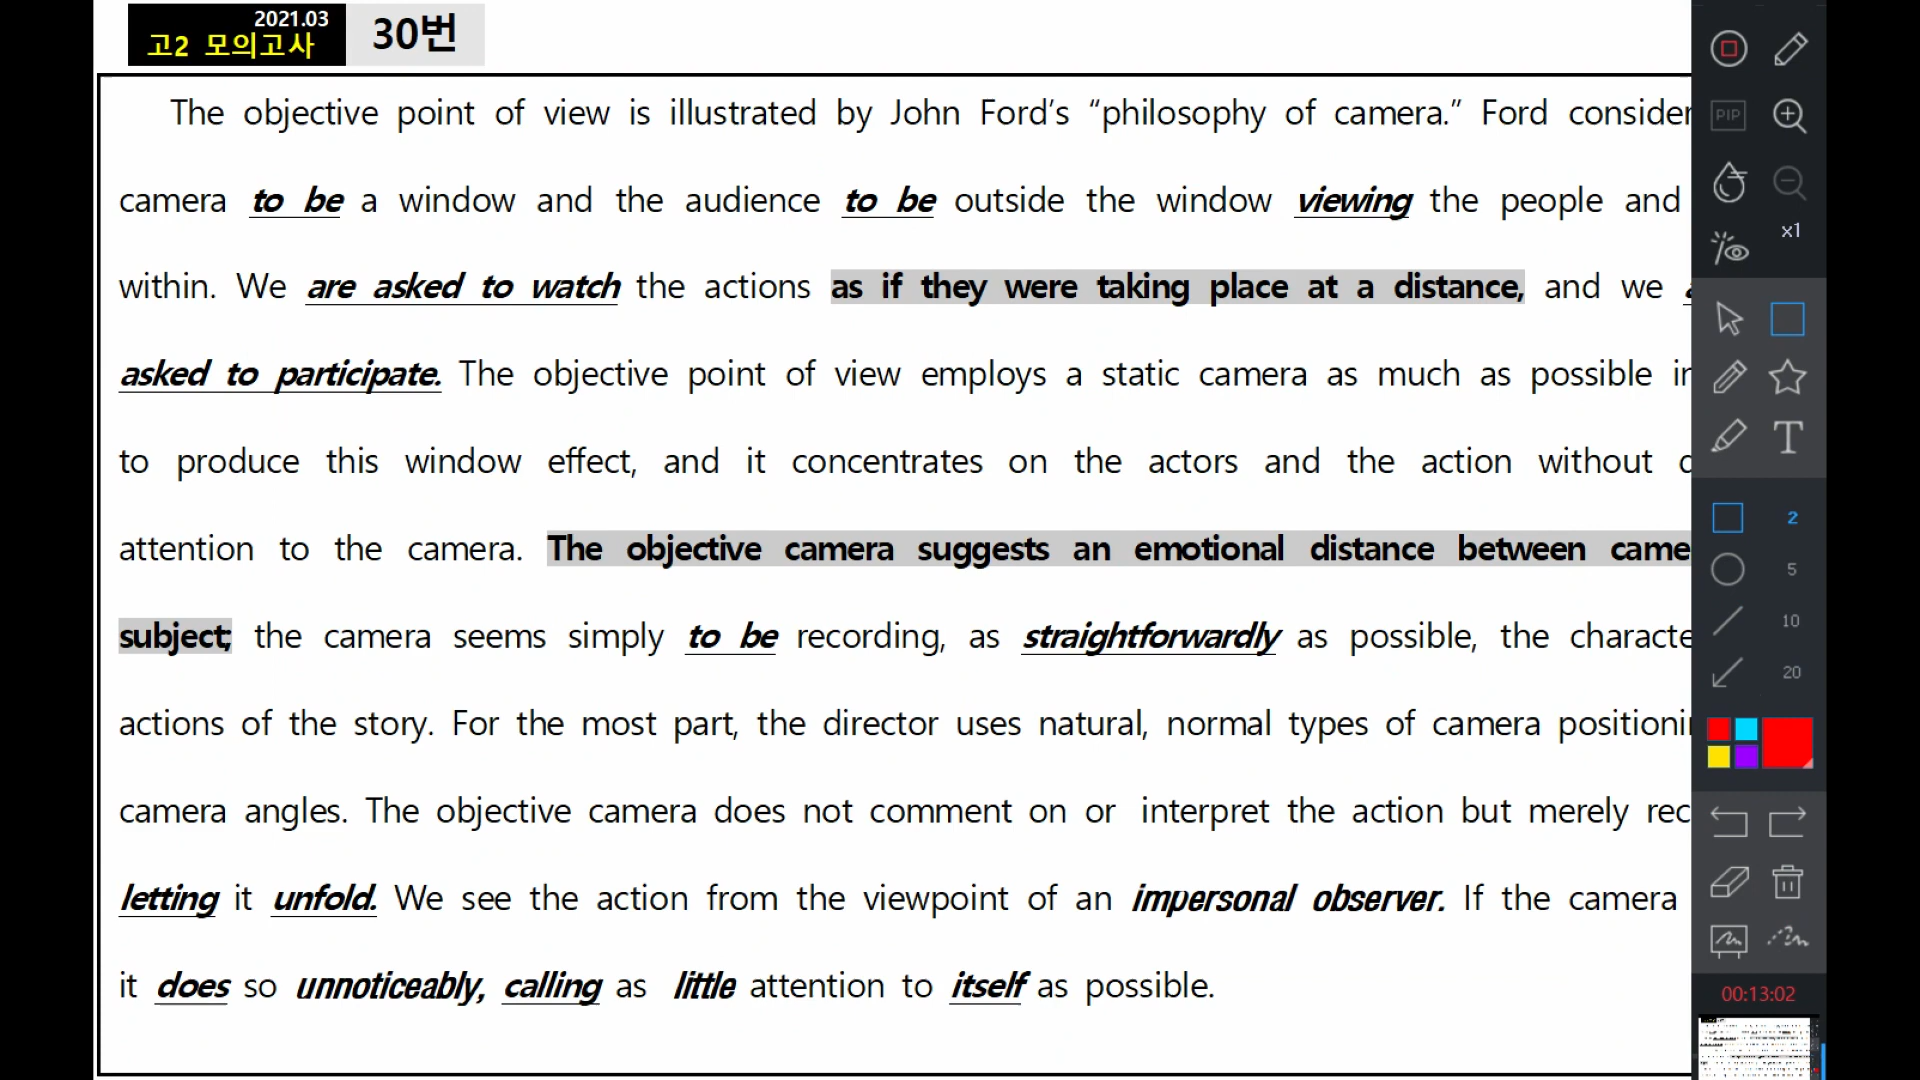 2021.03
고2 모의고사
30번
The objective point of view is illustrated by John Ford's “philosophy of camera.” Ford
camera to be a window and the audience to be outside the window viewing the people and
within. We are asked to watch the actions as if they were taking place at a distance, and we
asked to participate. The objective point of view employs a static camera as much as possible
to produce this window effect, and it concentrates on the actors and the action without
attention to the camera. The objective camera suggests an emotional distance between
subject; the camera seems simply to be recording, as straightforwardly as possible, the
actions of the story. For the most part, the director uses natural, normal types of camera
camera angles. The objective camera does not comment on or interpret the action but merely
letting it unfold. We see the action from the viewpoint of an impersonal observer. If the camera
it does so unnoticeably, calling as little attention to itself as possible.
PIP
x1
T
2
5
10
20
00:13:02